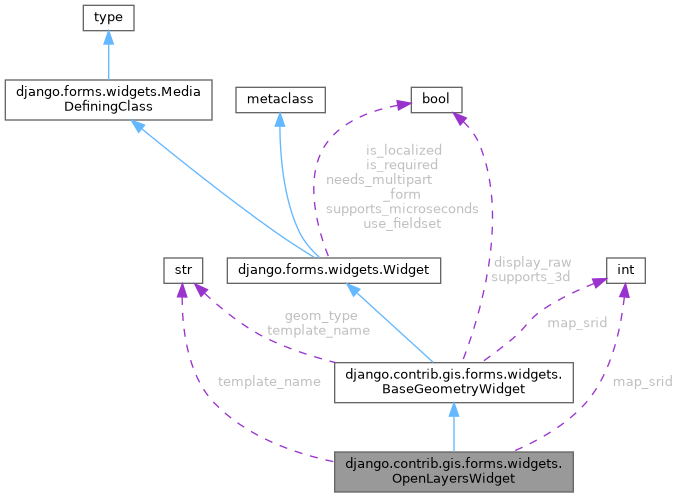 type
django.forms.widgets.Media
DefiningClass
metaclass
bool
is_localized
is_required
needs_multipart
_form
supports_microseconds
use_fieldset
str
django.forms.widgets.Widget
display_raw
supports_3d
int
geom_type
template_name
map_srid
django.contrib.gis.forms.widgets.
BaseGeometryWidget
template_name
map_srid
django.contrib.gis.forms.widgets.
OpenLayersWidget